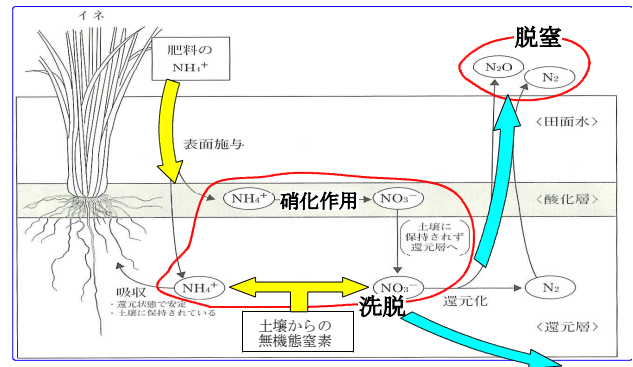 イネ
肥料の
NH₄⁺
脱窒
N₂O
N₂
〈田面水〉
表面施与
NH₄⁺
硝化作用
NO₃⁻
〈酸化層〉
土壌に
保持されず
還元層へ
吸収
・還元状態で安定
・土壌に保持されている
NH₄⁺
NO₃⁻
洗脱
還元化
N₂
土壌からの
無機態窒素
〈還元層〉